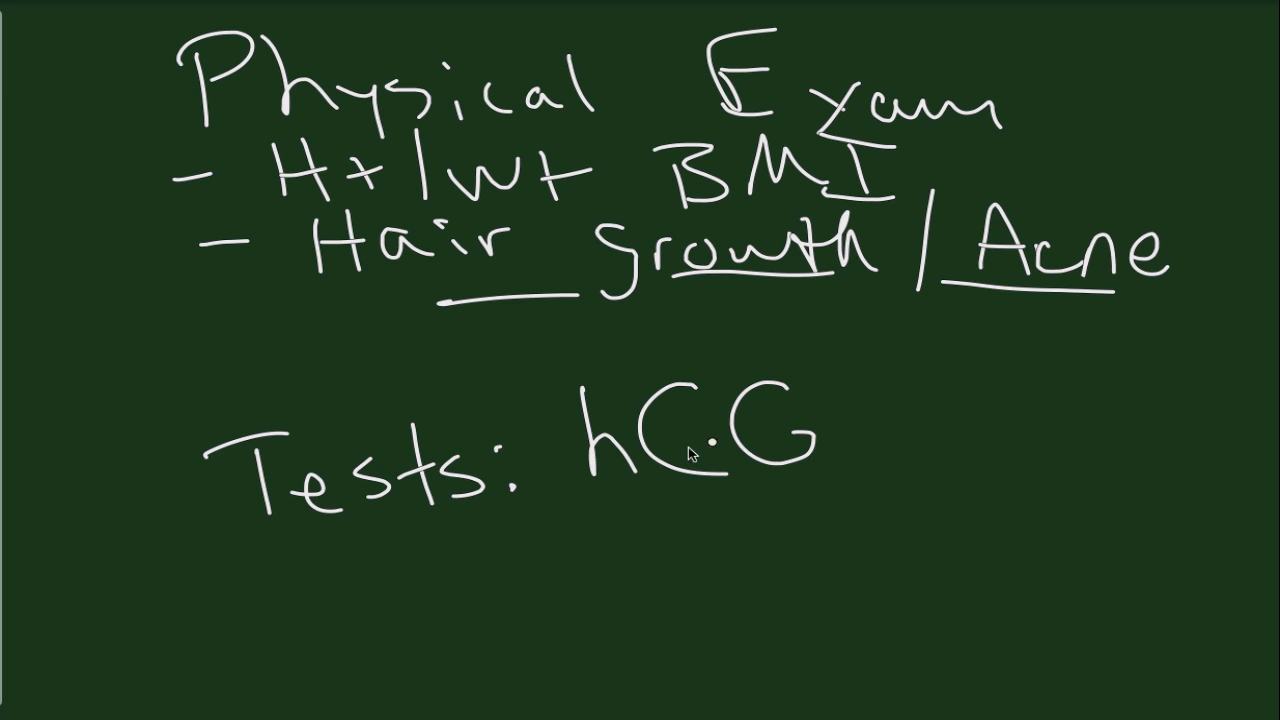 Physical Exam
- Ht/Wt BMI
- Hair growth / Acne
Tests: hCG